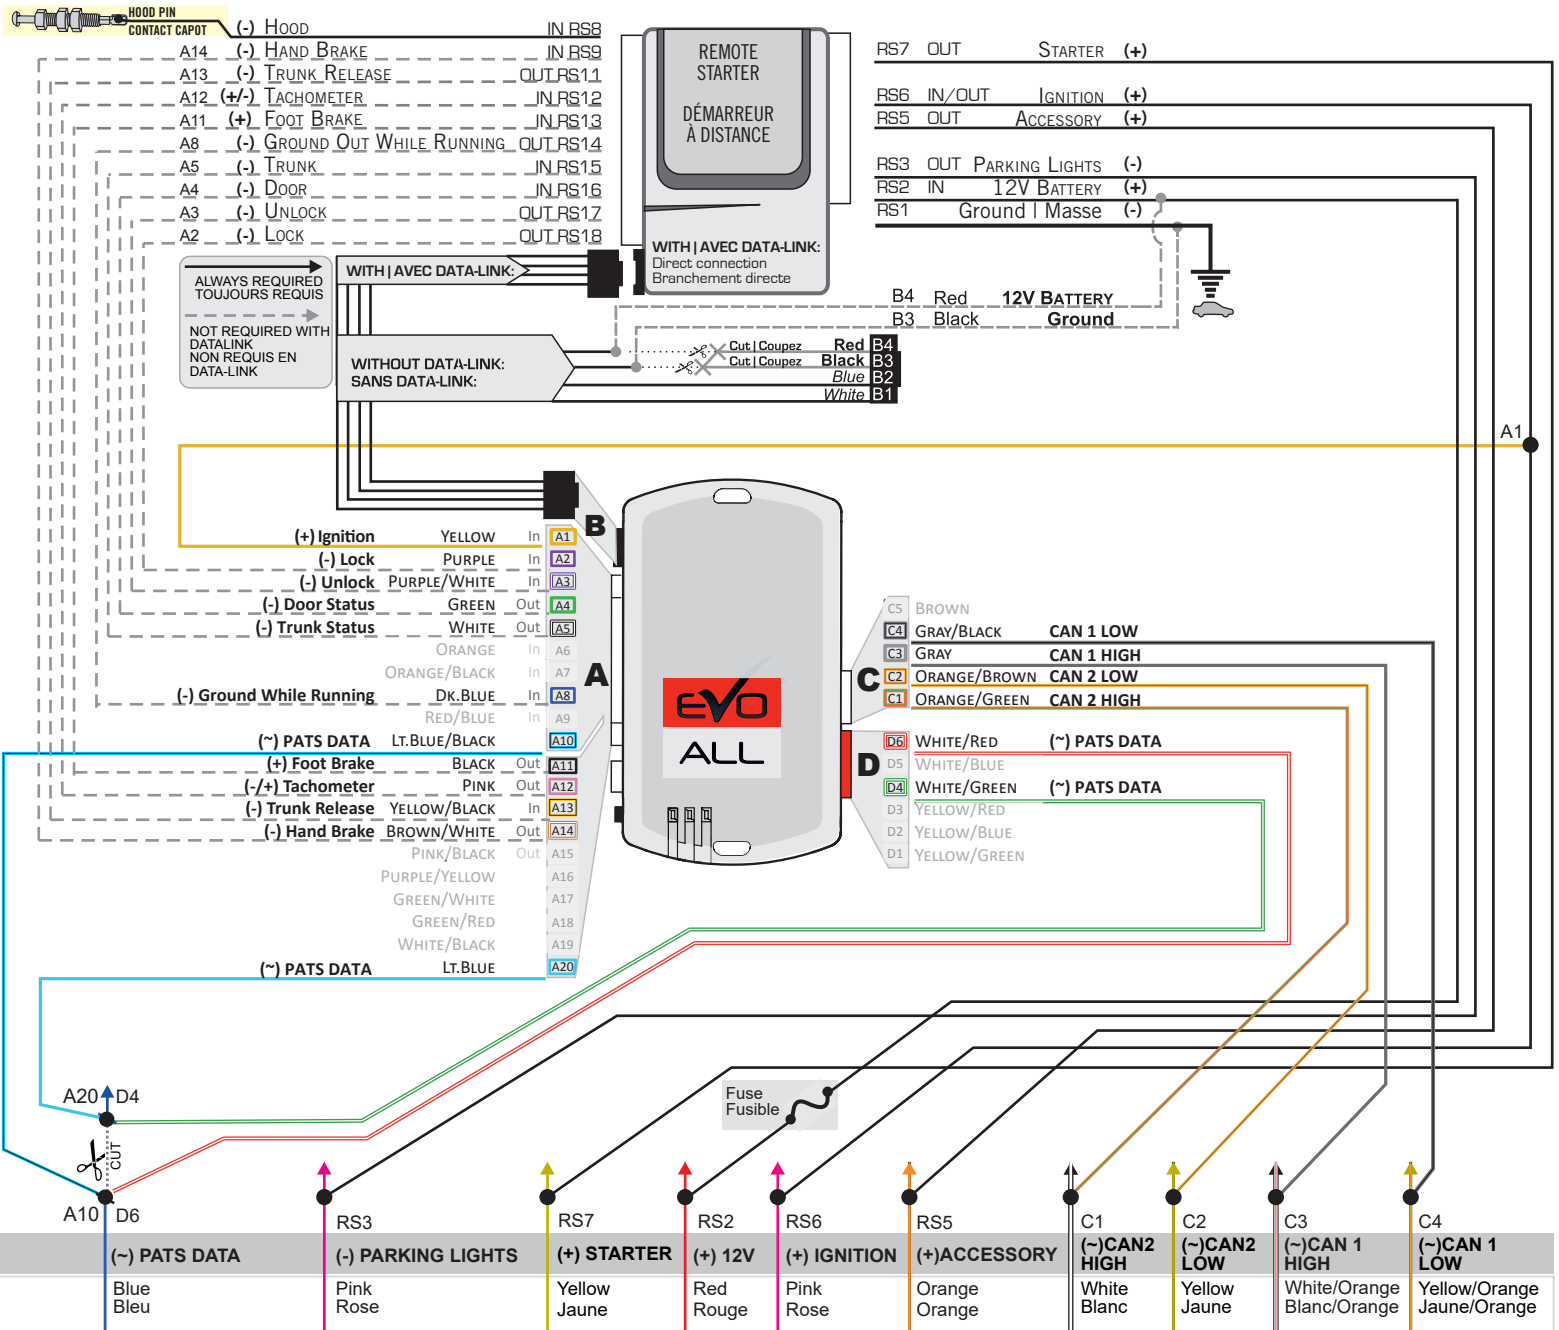 HOOD PIN
CONTACT CAPOT
(-) HOOD IN RS8
A14 (-) HAND BRAKE IN RS9
A13 (-) TRUNK RELEASE OUT RS11
A12 (+/-) TACHOMETER IN RS12
A11 (+) FOOT BRAKE IN RS13
A8 (-) GROUND OUT WHILE RUNNING OUT RS14
A5 (-) TRUNK IN RS15
A4 (-) DOOR IN RS16
A3 (-) UNLOCK OUT RS17
A2 (-) LOCK OUT RS18
REMOTE
STARTER
DÉMARREUR
À DISTANCE
WITH | AVEC DATA-LINK:
Direct connection
Branchement directe
RS7 OUT STARTER (+)
RS6 IN/OUT IGNITION (+)
RS5 OUT ACCESSORY (+)
RS3 OUT PARKING LIGHTS (-)
RS2 IN 12V BATTERY (+)
RS1 Ground | Masse (-)
ALWAYS REQUIRED
TOUJOURS REQUIS
NOT REQUIRED WITH
DATALINK
NON REQUIS EN
DATA-LINK
WITH | AVEC DATA-LINK:
WITHOUT DATA-LINK:
SANS DATA-LINK:
B4 Red 12V BATTERY
B3 Black Ground
Cut | Coupez Red B4
Cut | Coupez Black B3
Blue B2
White B1
A1
B
A
(+) Ignition YELLOW In A1
(-) Lock PURPLE In A2
(-) Unlock PURPLE/WHITE In A3
(-) Door Status GREEN Out A4
(-) Trunk Status WHITE Out A5
ORANGE In A6
ORANGE/BLACK In A7
(-) Ground While Running DK.BLUE In A8
RED/BLUE In A9
(~) PATS DATA LT.BLUE/BLACK A10
(+) Foot Brake BLACK Out A11
(-/+) Tachometer PINK Out A12
(-) Trunk Release YELLOW/BLACK In A13
(-) Hand Brake BROWN/WHITE Out A14
PINK/BLACK Out A15
PURPLE/YELLOW A16
GREEN/WHITE A17
GREEN/RED A18
WHITE/BLACK A19
(~) PATS DATA LT.BLUE A20
EVO
ALL
C
C5 BROWN
C4 GRAY/BLACK CAN 1 LOW
C3 GRAY CAN 1 HIGH
C2 ORANGE/BROWN CAN 2 LOW
C1 ORANGE/GREEN CAN 2 HIGH
D
D6 WHITE/RED (~) PATS DATA
D5 WHITE/BLUE
D4 WHITE/GREEN (~) PATS DATA
D3 YELLOW/RED
D2 YELLOW/BLUE
D1 YELLOW/GREEN
A20 D4
CUT
A10 D6
Fuse
Fusible
RS3 RS7 RS2 RS6 RS5 C1 C2 C3 C4
(~) PATS DATA
Blue
Bleu
(-) PARKING LIGHTS
Pink
Rose
(+) STARTER
Yellow
Jaune
(+) 12V
Red
Rouge
(+) IGNITION
Pink
Rose
(+)ACCESSORY
Orange
Orange
(~)CAN2
HIGH
White
Blanc
(~)CAN2
LOW
Yellow
Jaune
(~)CAN 1
HIGH
White/Orange
Blanc/Orange
(~)CAN 1
LOW
Yellow/Orange
Jaune/Orange